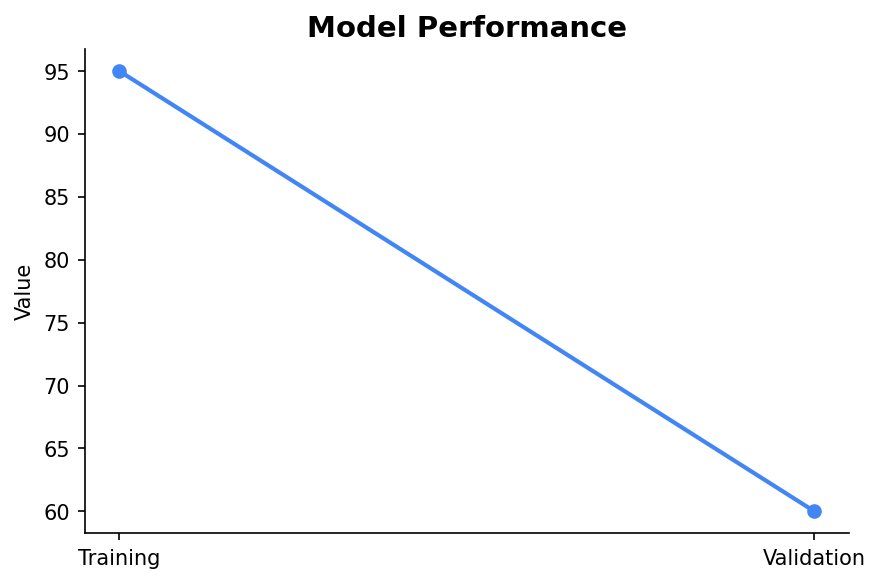 Model Performance
95
90
85
80
75
70
65
60
Value
Training
Validation